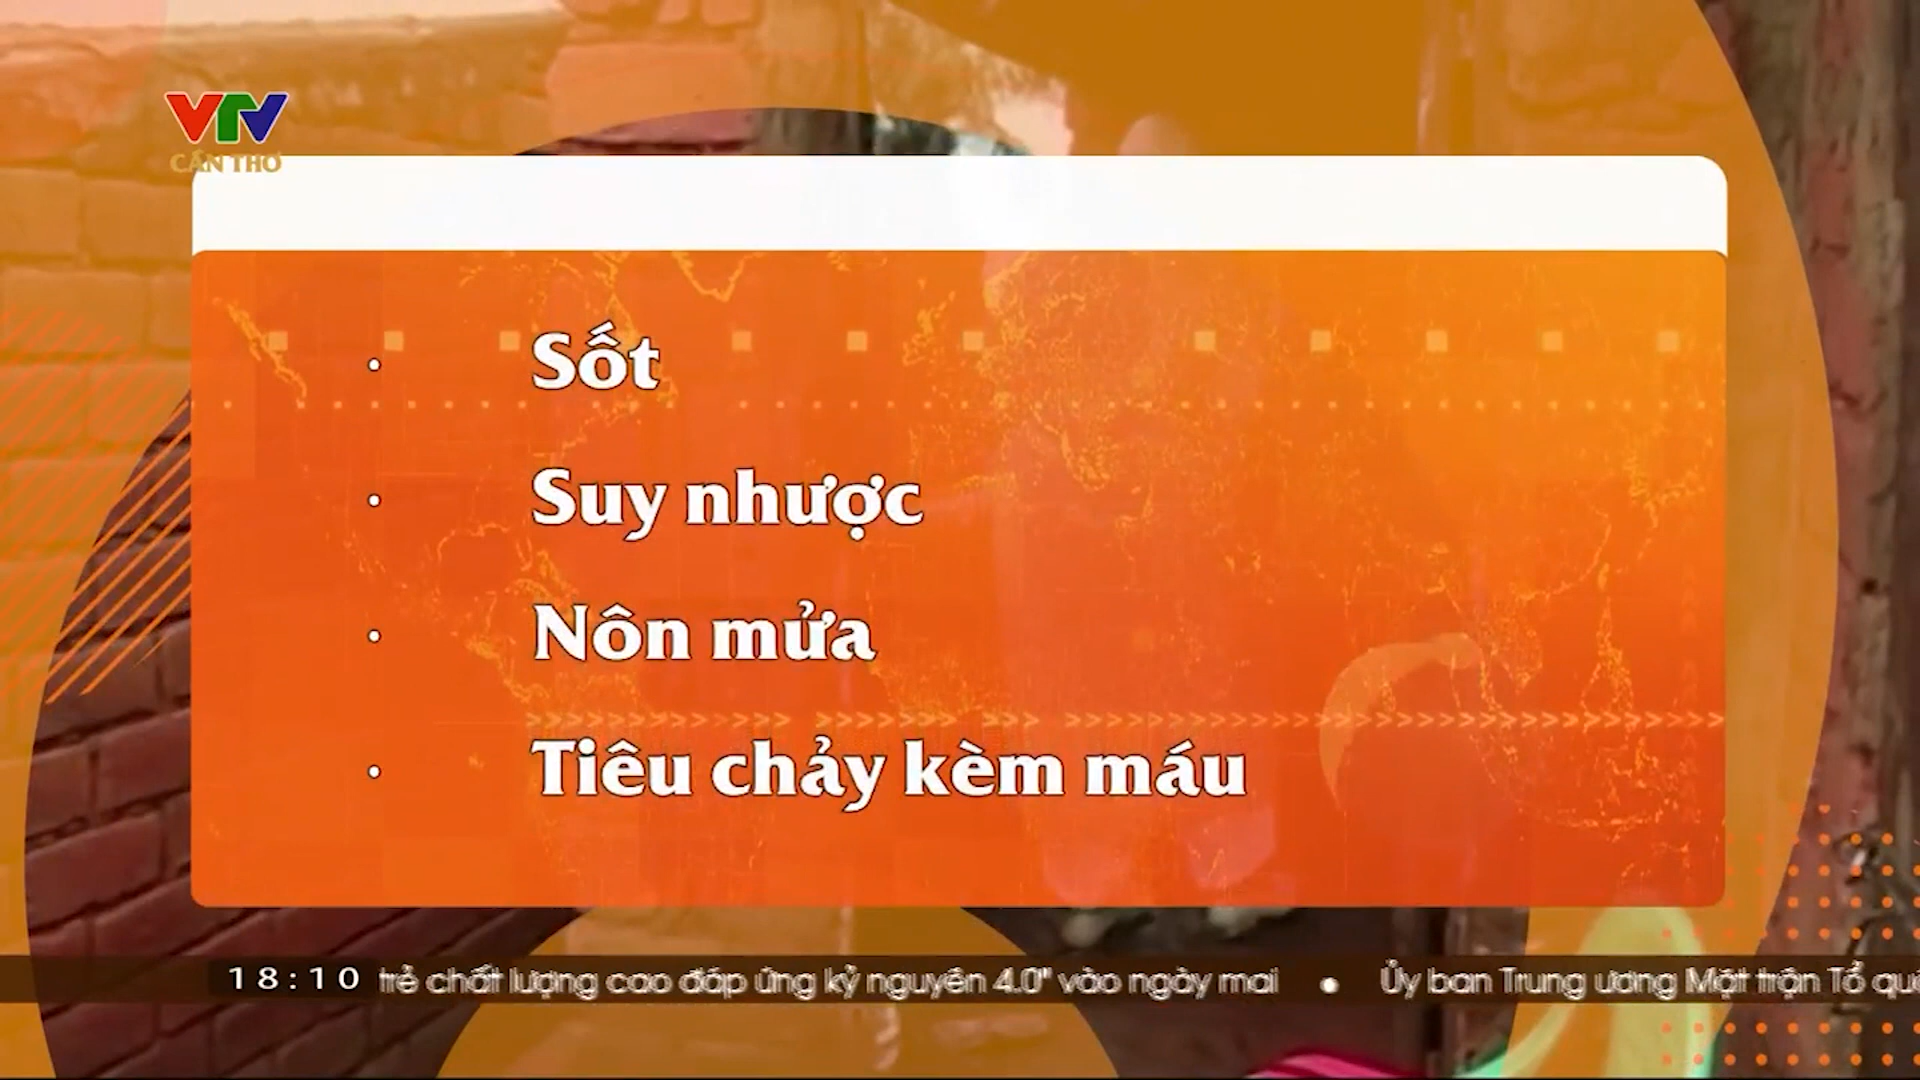 VTV
CẦN THƠ
• Sốt
• Suy nhược
• Nôn mửa
• Tiêu chảy kèm máu
18:10 trẻ chất lượng cao đáp ứng kỷ nguyên 4.0" vào ngày mai • Ủy ban Trung ương Mặt trận Tổ quố